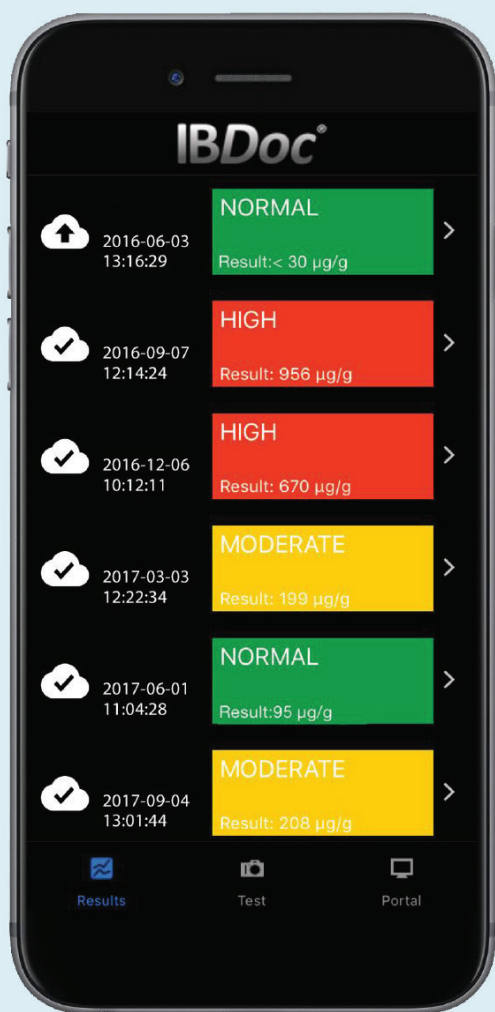 IBDoc®
NORMAL
2016-06-03
13:16:29
Result:< 30 µg/g
HIGH
2016-09-07
12:14:24
Result: 956 µg/g
HIGH
2016-12-06
10:12:11
Result: 670 µg/g
MODERATE
2017-03-03
12:22:34
Result: 199 µg/g
NORMAL
2017-06-01
11:04:28
Result:95 µg/g
MODERATE
2017-09-04
13:01:44
Result: 208 µg/g
Results Test Portal